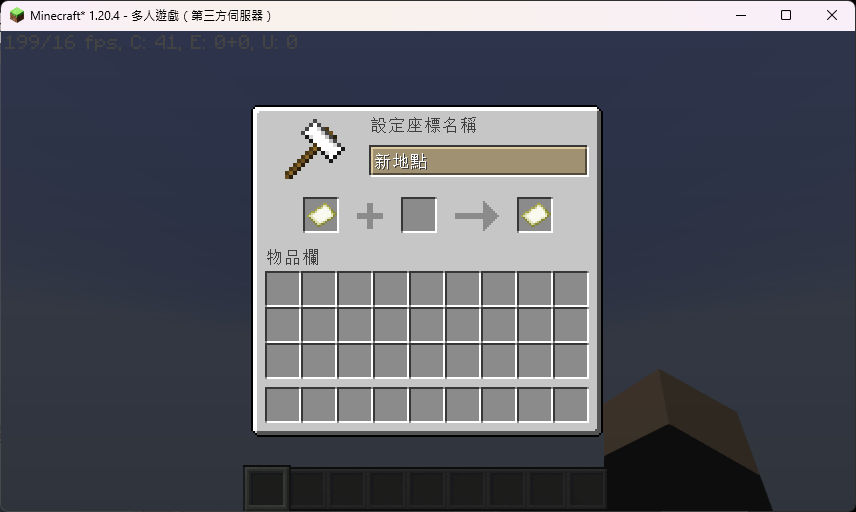 Minecraft* 1.20.4 - 多人遊戲（第三方伺服器）
199/16 fps, C: 41, E: 0+0, U: 0
設定座標名稱
新地點
物品欄